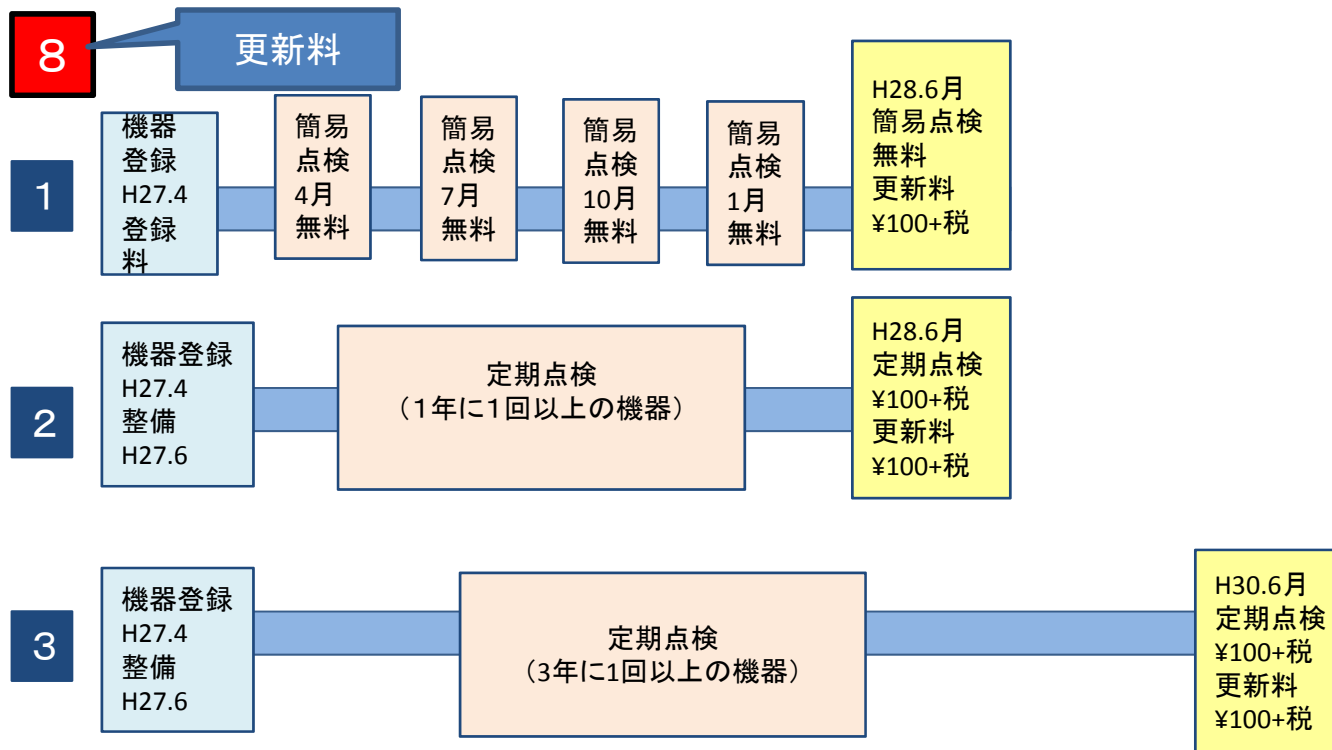 8
更新料
1
機器
登録
H27.4
登録
料
簡易
点検
4月
無料
簡易
点検
7月
無料
簡易
点検
10月
無料
簡易
点検
1月
無料
H28.6月
簡易点検
無料
更新料
¥100+税
2
機器登録
H27.4
整備
H27.6
定期点検
（１年に１回以上の機器）
H28.6月
定期点検
¥100+税
更新料
¥100+税
3
機器登録
H27.4
整備
H27.6
定期点検
（3年に1回以上の機器）
H30.6月
定期点検
¥100+税
更新料
¥100+税